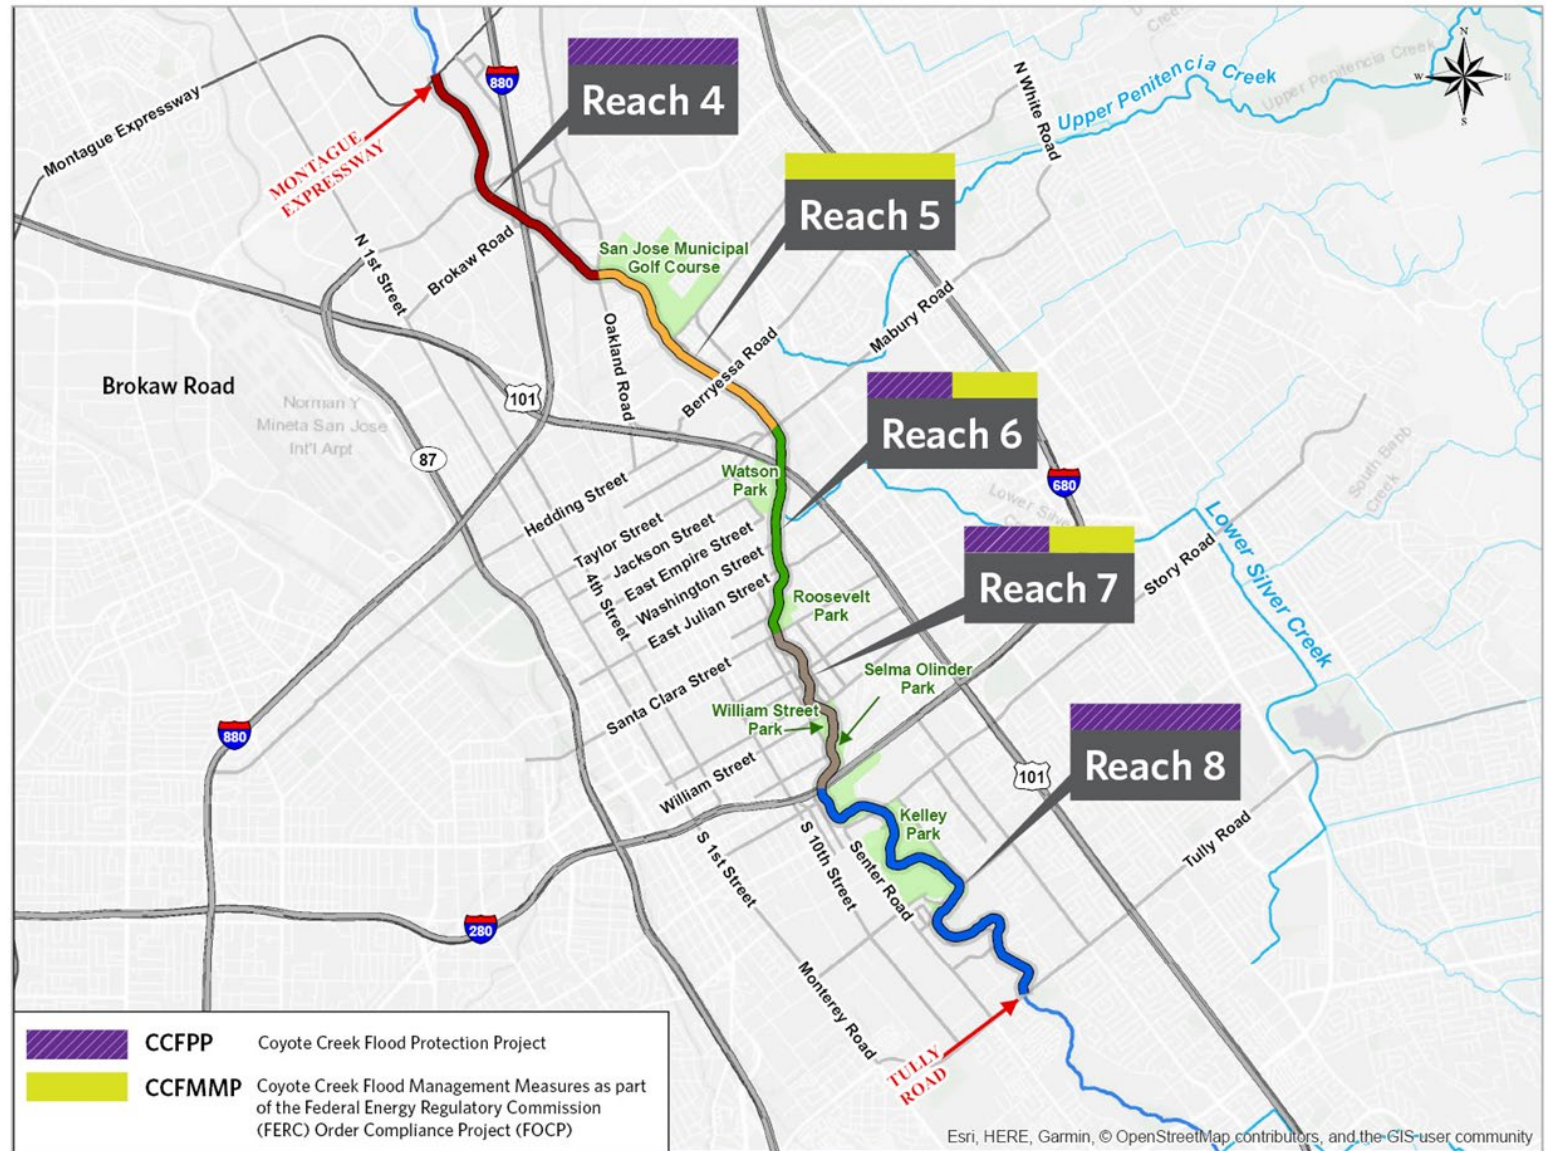 N
W
S
Upper Penitencia Creek
Upper Penitencia Creek
N White Road
880
Reach 4
Montague Expressway
MONTAGUE
EXPRESSWAY
Reach 5
N 1st Street
Brokaw Road
San Jose Municipal
Golf Course
Oakland Road
Berryessa Road
Mabury Road
Brokaw Road
Norman Y
Mineta San Jose
Int'l Arpt
101
87
Reach 6
Watson
Park
680
South Babb
Creek
Hedding Street
Taylor Street
Jackson Street
East Empire Street
Washington Street
East Julian Street
4th Street
Lower Silver Creek
Reach 7
Story Road
Roosevelt
Park
Santa Clara Street
Selma Olinder
Park
William Street
Park
880
Reach 8
101
William Street
Kelley
Park
S 1st Street
S 10th Street
Senter Road
Tully Road
280
Monterey Road
TULLY
ROAD
CCFPP Coyote Creek Flood Protection Project
CCFMMP Coyote Creek Flood Management Measures as part
of the Federal Energy Regulatory Commission
(FERC) Order Compliance Project (FOCP)
Esri, HERE, Garmin, © OpenStreetMap contributors, and the GIS user community